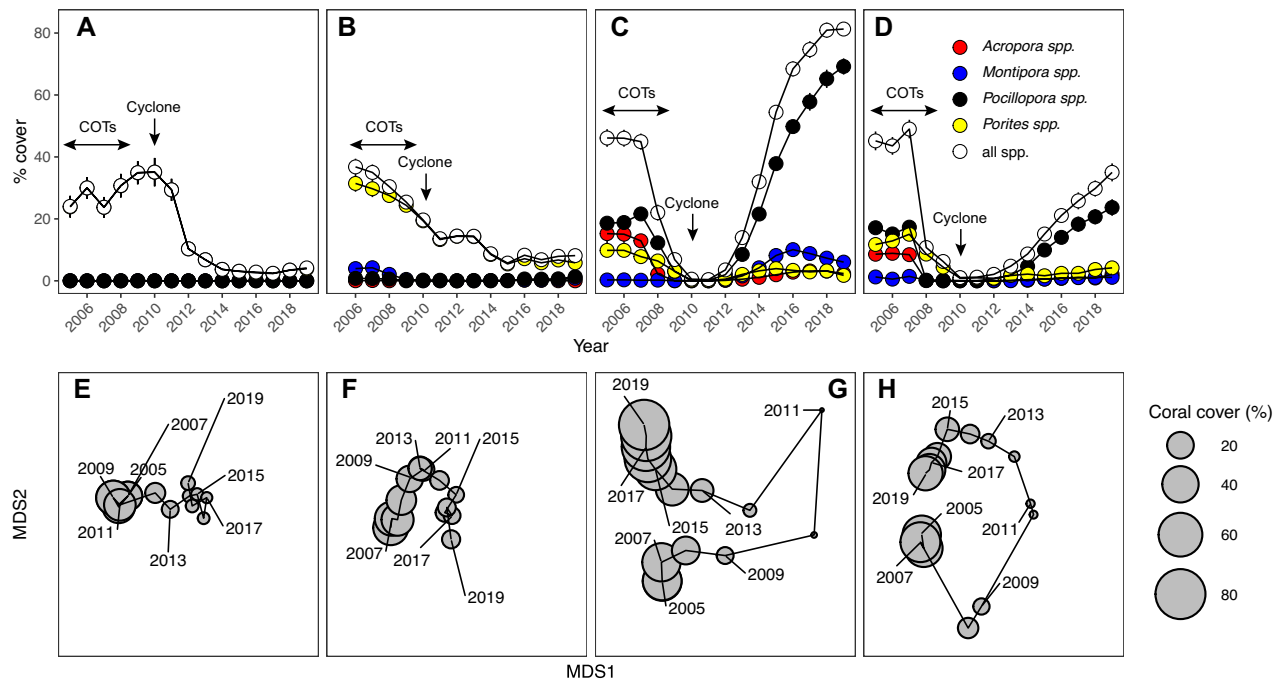 A
B
C
D
80
60
40
20
0
% cover
COTs
Cyclone
COTs
Cyclone
COTs
Cyclone
COTs
Cyclone
Acropora spp.
Montipora spp.
Pocillopora spp.
Porites spp.
all spp.
2006
2008
2010
2012
2014
2016
2018
2006
2008
2010
2012
2014
2016
2018
2006
2008
2010
2012
2014
2016
2018
2006
2008
2010
2012
2014
2016
2018
Year
MDS2
E
2019
2007
2009
2005
2015
2011
2017
2013
F
2013
2011
2015
2009
2007
2017
2019
G
2019
2011
2017
2013
2015
2007
2009
2005
H
2015
2013
2017
2019
2005
2011
2007
2009
Coral cover (%)
20
40
60
80
MDS1